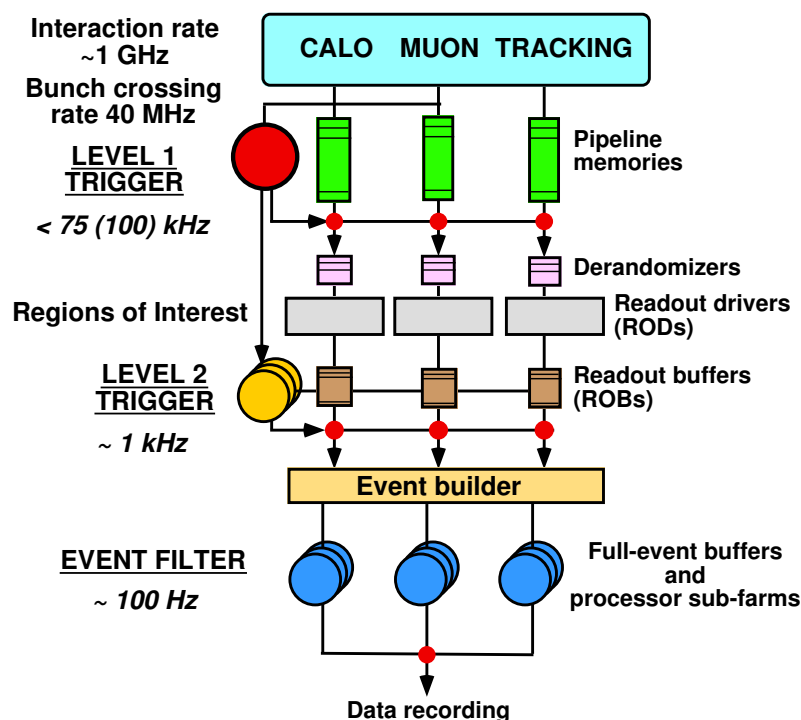 Interaction rate
~1 GHz
CALO MUON TRACKING
Bunch crossing
rate 40 MHz
LEVEL 1
TRIGGER
< 75 (100) kHz
Pipeline
memories
Derandomizers
Regions of Interest
Readout drivers
(RODs)
LEVEL 2
TRIGGER
~ 1 kHz
Readout buffers
(ROBs)
Event builder
EVENT FILTER
~ 100 Hz
Full-event buffers
and
processor sub-farms
Data recording